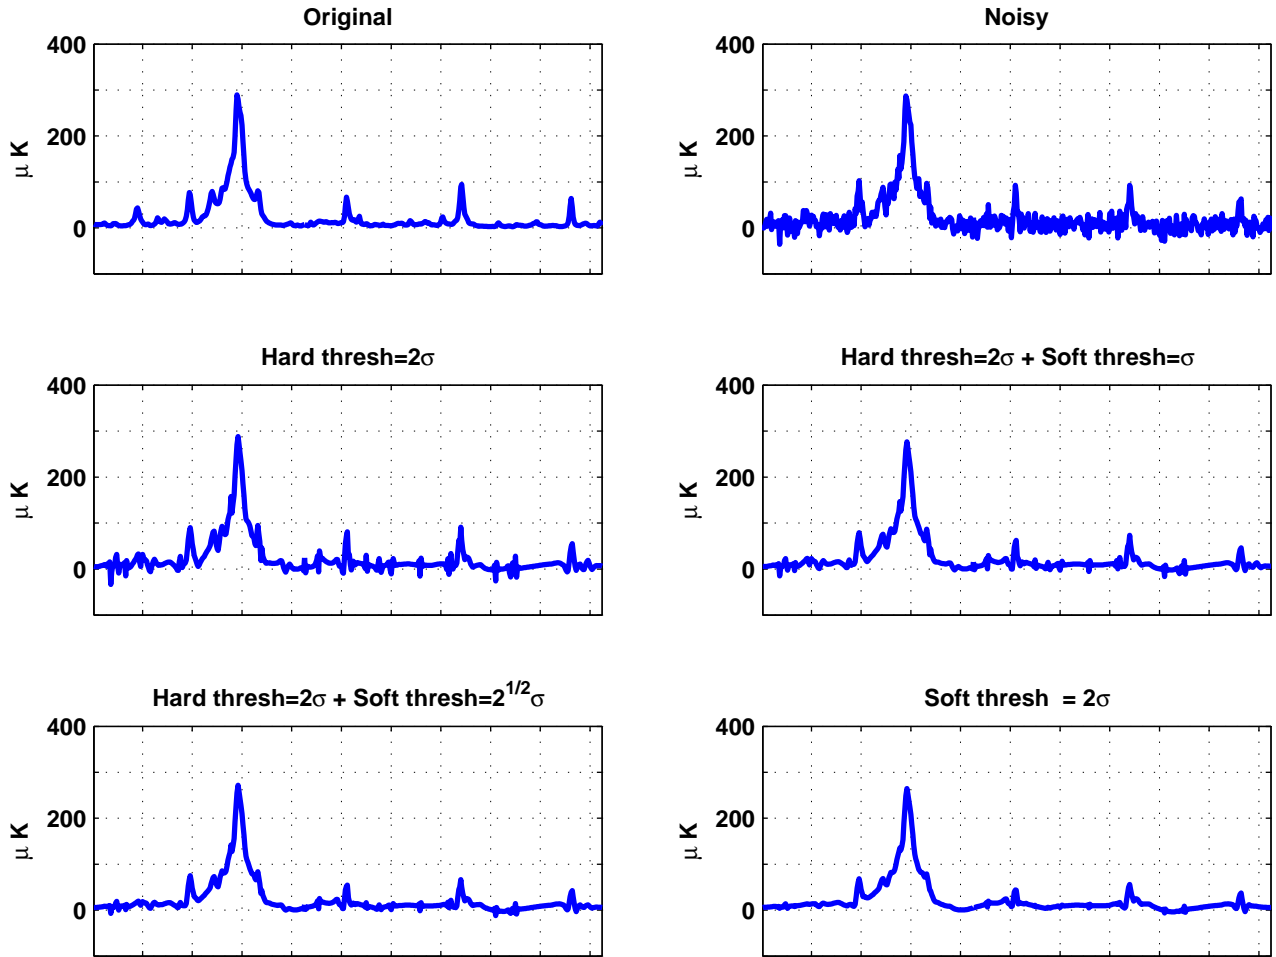 Original
400
200
0
μ K
Noisy
400
200
0
μ K
Hard thresh=2σ
400
200
0
μ K
Hard thresh=2σ + Soft thresh=σ
400
200
0
μ K
Hard thresh=2σ + Soft thresh=2^{1/2}σ
400
200
0
μ K
Soft thresh = 2σ
400
200
0
μ K